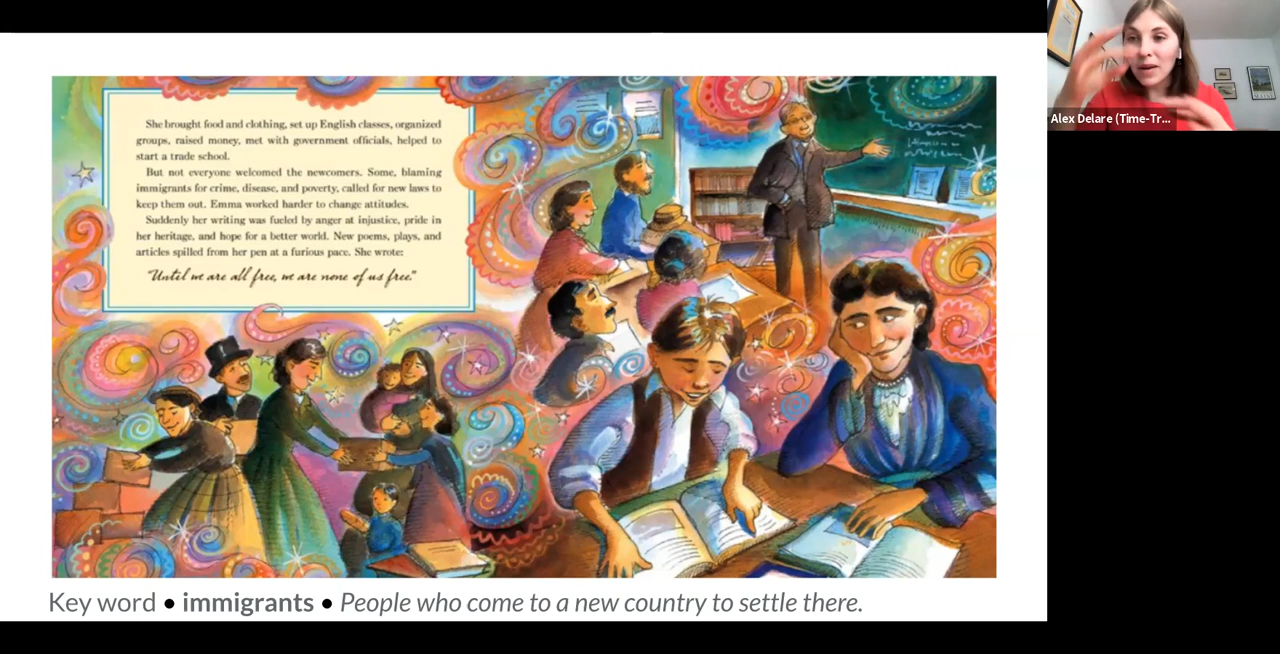 She brought food and clothing, set up English classes, organized
groups, raised money, met with government officials, helped to
start a trade school.
But not everyone welcomed the newcomers. Some, blaming
immigrants for crime, disease, and poverty, called for new laws to
keep them out. Emma worked harder to change attitudes.
Suddenly her writing was fueled by anger at injustice, pride in
her heritage, and hope for a better world. New poems, plays, and
articles spilled from her pen at a furious pace. She wrote:
"Until we are all free, we are none of us free."
Key word • immigrants • People who come to a new country to settle there.
Alex Delare (Time-Tr...